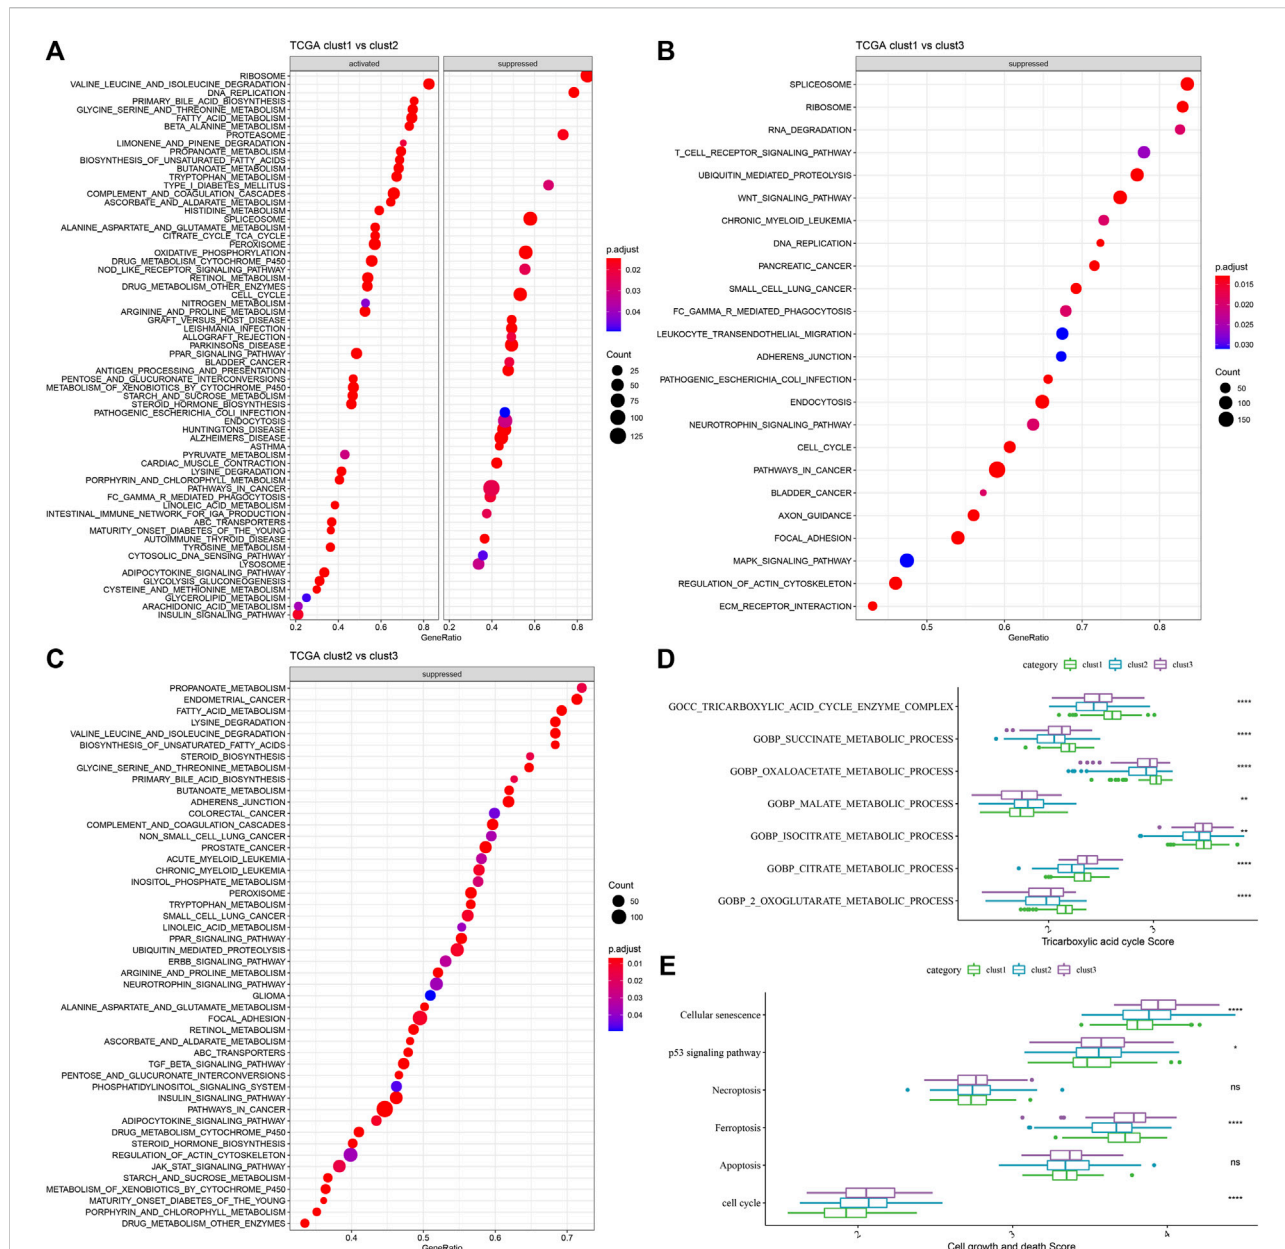 A
TCGA clust1 vs clust2
activated
suppressed
RIBOSOME
VALINE_LEUCINE_AND_ISOLEUCINE_DEGRADATION
DNA_REPLICATION
PRIMARY_BILE_ACID_BIOSYNTHESIS
GLYCINE_SERINE_AND_THREONINE_METABOLISM
FATTY_ACID_METABOLISM
BETA_ALANINE_METABOLISM
PROTEASOME
LIMONENE_AND_PINENE_DEGRADATION
PROPANOATE_METABOLISM
BIOSYNTHESIS_OF_UNSATURATED_FATTY_ACIDS
BUTANOATE_METABOLISM
TRYPTOPHAN_METABOLISM
TYPE_I_DIABETES_MELLITUS
COMPLEMENT_AND_COAGULATION_CASCADES
ASCORBATE_AND_ALDARATE_METABOLISM
HISTIDINE_METABOLISM
SPLICEOSOME
ALANINE_ASPARTATE_AND_GLUTAMATE_METABOLISM
CITRATE_CYCLE_TCA_CYCLE
PEROXISOME
OXIDATIVE_PHOSPHORYLATION
DRUG_METABOLISM_CYTOCHROME_P450
NOD_LIKE_RECEPTOR_SIGNALING_PATHWAY
RETINOL_METABOLISM
DRUG_METABOLISM_OTHER_ENZYMES
CELL_CYCLE
NITROGEN_METABOLISM
ARGININE_AND_PROLINE_METABOLISM
GRAFT_VERSUS_HOST_DISEASE
LEISHMANIA_INFECTION
ALLOGRAFT_REJECTION
PARKINSONS_DISEASE
PPAR_SIGNALING_PATHWAY
BLADDER_CANCER
ANTIGEN_PROCESSING_AND_PRESENTATION
PENTOSE_AND_GLUCURONATE_INTERCONVERSIONS
METABOLISM_OF_XENOBIOTICS_BY_CYTOCHROME_P450
STARCH_AND_SUCROSE_METABOLISM
STEROID_HORMONE_BIOSYNTHESIS
PATHOGENIC_ESCHERICHIA_COLI_INFECTION
ENDOCYTOSIS
HUNTINGTONS_DISEASE
ALZHEIMERS_DISEASE
ASTHMA
PYRUVATE_METABOLISM
CARDIAC_MUSCLE_CONTRACTION
LYSINE_DEGRADATION
PORPHYRIN_AND_CHLOROPHYLL_METABOLISM
PATHWAYS_IN_CANCER
FC_GAMMA_R_MEDIATED_PHAGOCYTOSIS
LINOLEIC_ACID_METABOLISM
INTESTINAL_IMMUNE_NETWORK_FOR_IGA_PRODUCTION
ABC_TRANSPORTERS
MATURITY_ONSET_DIABETES_OF_THE_YOUNG
AUTOIMMUNE_THYROID_DISEASE
TYROSINE_METABOLISM
CYTOSOLIC_DNA_SENSING_PATHWAY
LYSOSOME
ADIPOCYTOKINE_SIGNALING_PATHWAY
GLYCOLYSIS_GLUCONEOGENESIS
CYSTEINE_AND_METHIONINE_METABOLISM
GLYCEROLIPID_METABOLISM
ARACHIDONIC_ACID_METABOLISM
INSULIN_SIGNALING_PATHWAY
0.2 0.4 0.6 0.8 0.2 0.4 0.6 0.8
GeneRatio
p.adjust
0.02
0.03
0.04
Count
25
50
75
100
125
B
TCGA clust1 vs clust3
suppressed
SPLICEOSOME
RIBOSOME
RNA_DEGRADATION
T_CELL_RECEPTOR_SIGNALING_PATHWAY
UBIQUITIN_MEDIATED_PROTEOLYSIS
WNT_SIGNALING_PATHWAY
CHRONIC_MYELOID_LEUKEMIA
DNA_REPLICATION
PANCREATIC_CANCER
SMALL_CELL_LUNG_CANCER
FC_GAMMA_R_MEDIATED_PHAGOCYTOSIS
LEUKOCYTE_TRANSENDOTHELIAL_MIGRATION
ADHERENS_JUNCTION
PATHOGENIC_ESCHERICHIA_COLI_INFECTION
ENDOCYTOSIS
NEUROTROPHIN_SIGNALING_PATHWAY
CELL_CYCLE
PATHWAYS_IN_CANCER
BLADDER_CANCER
AXON_GUIDANCE
FOCAL_ADHESION
MAPK_SIGNALING_PATHWAY
REGULATION_OF_ACTIN_CYTOSKELETON
ECM_RECEPTOR_INTERACTION
0.5 0.6 0.7 0.8
GeneRatio
p.adjust
0.015
0.020
0.025
0.030
Count
50
100
150
C
TCGA clust2 vs clust3
suppressed
PROPANOATE_METABOLISM
ENDOMETRIAL_CANCER
FATTY_ACID_METABOLISM
LYSINE_DEGRADATION
VALINE_LEUCINE_AND_ISOLEUCINE_DEGRADATION
BIOSYNTHESIS_OF_UNSATURATED_FATTY_ACIDS
STEROID_BIOSYNTHESIS
GLYCINE_SERINE_AND_THREONINE_METABOLISM
PRIMARY_BILE_ACID_BIOSYNTHESIS
BUTANOATE_METABOLISM
ADHERENS_JUNCTION
COLORECTAL_CANCER
COMPLEMENT_AND_COAGULATION_CASCADES
NON_SMALL_CELL_LUNG_CANCER
PROSTATE_CANCER
ACUTE_MYELOID_LEUKEMIA
CHRONIC_MYELOID_LEUKEMIA
INOSITOL_PHOSPHATE_METABOLISM
PEROXISOME
TRYPTOPHAN_METABOLISM
SMALL_CELL_LUNG_CANCER
LINOLEIC_ACID_METABOLISM
PPAR_SIGNALING_PATHWAY
UBIQUITIN_MEDIATED_PROTEOLYSIS
ERBB_SIGNALING_PATHWAY
ARGININE_AND_PROLINE_METABOLISM
NEUROTROPHIN_SIGNALING_PATHWAY
GLIOMA
ALANINE_ASPARTATE_AND_GLUTAMATE_METABOLISM
FOCAL_ADHESION
RETINOL_METABOLISM
ASCORBATE_AND_ALDARATE_METABOLISM
ABC_TRANSPORTERS
TGF_BETA_SIGNALING_PATHWAY
PENTOSE_AND_GLUCURONATE_INTERCONVERSIONS
PHOSPHATIDYLINOSITOL_SIGNALING_SYSTEM
INSULIN_SIGNALING_PATHWAY
PATHWAYS_IN_CANCER
ADIPOCYTOKINE_SIGNALING_PATHWAY
DRUG_METABOLISM_CYTOCHROME_P450
STEROID_HORMONE_BIOSYNTHESIS
REGULATION_OF_ACTIN_CYTOSKELETON
JAK_STAT_SIGNALING_PATHWAY
STARCH_AND_SUCROSE_METABOLISM
METABOLISM_OF_XENOBIOTICS_BY_CYTOCHROME_P450
MATURITY_ONSET_DIABETES_OF_THE_YOUNG
PORPHYRIN_AND_CHLOROPHYLL_METABOLISM
DRUG_METABOLISM_OTHER_ENZYMES
0.4 0.5 0.6 0.7
GeneRatio
Count
50
100
p.adjust
0.01
0.02
0.03
0.04
D
category clust1 clust2 clust3
GOCC_TRICARBOXYLIC_ACID_CYCLE_ENZYME_COMPLEX ****
GOBP_SUCCINATE_METABOLIC_PROCESS ****
GOBP_OXALOACETATE_METABOLIC_PROCESS ****
GOBP_MALATE_METABOLIC_PROCESS **
GOBP_ISOCITRATE_METABOLIC_PROCESS **
GOBP_CITRATE_METABOLIC_PROCESS ****
GOBP_2_OXOGLUTARATE_METABOLIC_PROCESS ****
2 3
Tricarboxylic acid cycle Score
E
category clust1 clust2 clust3
Cellular senescence ****
p53 signaling pathway *
Necroptosis ns
Ferroptosis ****
Apoptosis ns
cell cycle ****
2 3 4
Cell growth and death Score